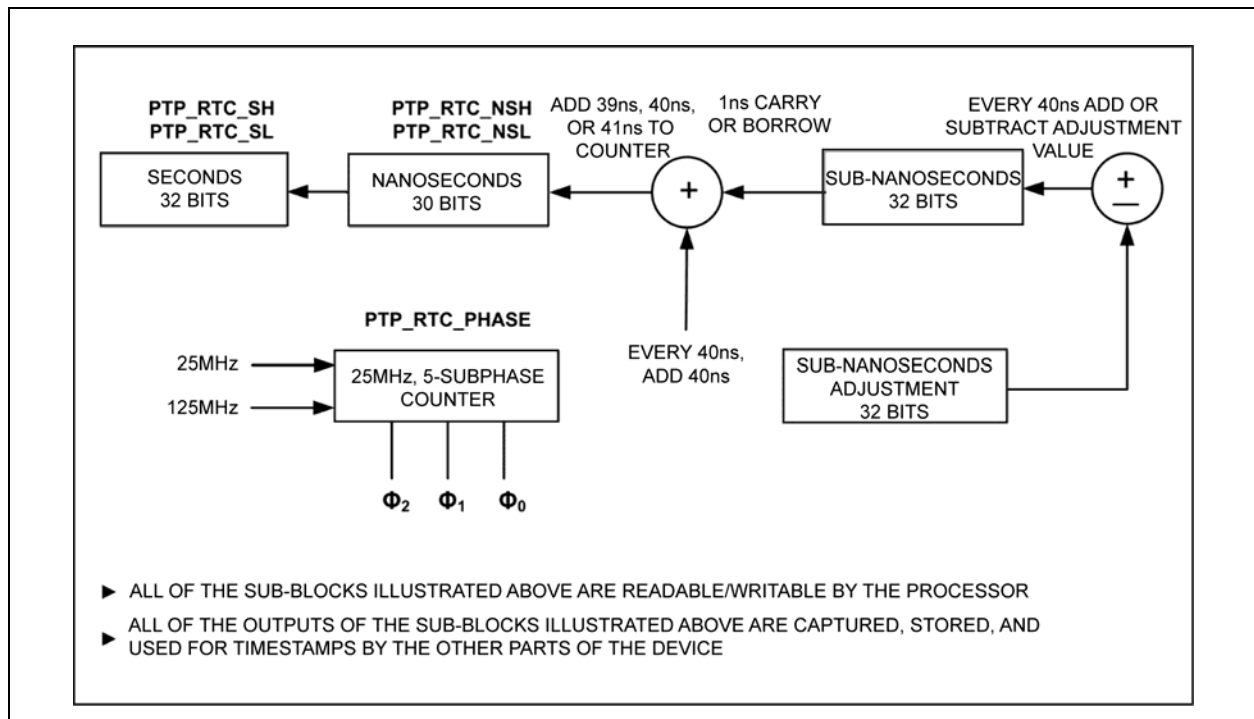 PTP_RTC_SH
PTP_RTC_SL
SECONDS
32 BITS
PTP_RTC_NSH
PTP_RTC_NSL
NANOSECONDS
30 BITS
ADD 39ns, 40ns,
OR 41ns TO
COUNTER
+
1ns CARRY
OR BORROW
SUB-NANOSECONDS
32 BITS
EVERY 40ns ADD OR
SUBTRACT ADJUSTMENT
VALUE
+
—
PTP_RTC_PHASE
25MHz
125MHz
25MHz, 5-SUBPHASE
COUNTER
Φ2 Φ1 Φ0
EVERY 40ns,
ADD 40ns
SUB-NANOSECONDS
ADJUSTMENT
32 BITS
► ALL OF THE SUB-BLOCKS ILLUSTRATED ABOVE ARE READABLE/WRITABLE BY THE PROCESSOR
► ALL OF THE OUTPUTS OF THE SUB-BLOCKS ILLUSTRATED ABOVE ARE CAPTURED, STORED, AND
USED FOR TIMESTAMPS BY THE OTHER PARTS OF THE DEVICE